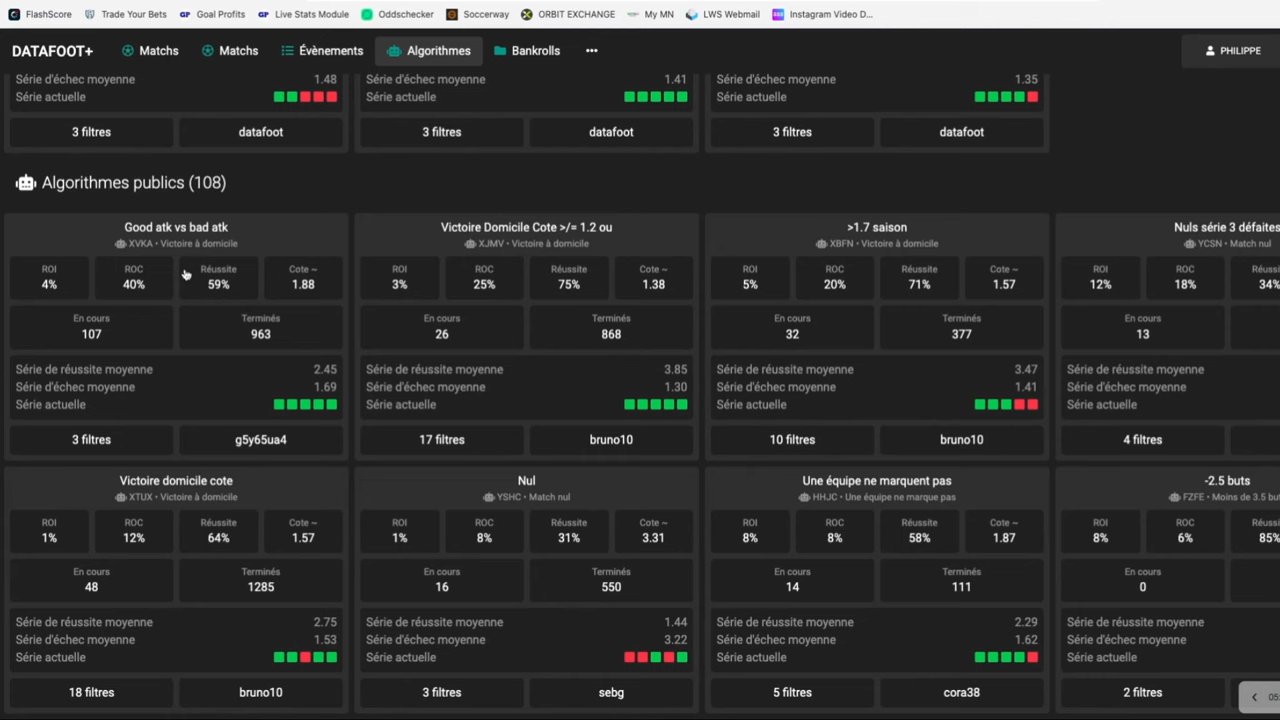 FlashScore Trade Your Bets Goal Profits Live Stats Module Oddschecker Soccerway ORBIT EXCHANGE My MN LWS Webmail Instagram Video D...
DATAFOOT+ Matchs Matchs Évènements Algorithmes Bankrolls ••• PHILIPPE
Série d'échec moyenne 1.48 Série d'échec moyenne 1.41 Série d'échec moyenne 1.35
Série actuelle Série actuelle Série actuelle
3 filtres datafoot 3 filtres datafoot 3 filtres datafoot
Algorithmes publics (108)
Good atk vs bad atk Victoire Domicile Cote >/= 1.2 ou >1.7 saison Nuls série 3 défaites
XVKA • Victoire à domicile XJMV • Victoire à domicile XBFN • Victoire à domicile YCSN • Match nul
ROI ROC Réussite Cote ~ ROI ROC Réussite Cote ~ ROI ROC Réussite Cote ~ ROI ROC Réuss
4% 40% 59% 1.88 3% 25% 75% 1.38 5% 20% 71% 1.57 12% 18% 34%
En cours Terminés En cours Terminés En cours Terminés En cours
107 963 26 868 32 377 13
Série de réussite moyenne 2.45 Série de réussite moyenne 3.85 Série de réussite moyenne 3.47 Série de réussite moyenne
Série d'échec moyenne 1.69 Série d'échec moyenne 1.30 Série d'échec moyenne 1.41 Série d'échec moyenne
Série actuelle Série actuelle Série actuelle Série actuelle
3 filtres g5y65ua4 17 filtres bruno10 10 filtres bruno10 4 filtres
Victoire domicile cote Nul Une équipe ne marquent pas -2.5 buts
XTUX • Victoire à domicile YSHC • Match nul HHJC • Une équipe ne marque pas FZFE • Moins de 3.5 but
ROI ROC Réussite Cote ~ ROI ROC Réussite Cote ~ ROI ROC Réussite Cote ~ ROI ROC Réuss
1% 12% 64% 1.57 1% 8% 31% 3.31 8% 8% 58% 1.87 8% 6% 85%
En cours Terminés En cours Terminés En cours Terminés En cours
48 1285 16 550 14 111 0
Série de réussite moyenne 2.75 Série de réussite moyenne 1.44 Série de réussite moyenne 2.29 Série de réussite moyenne
Série d'échec moyenne 1.53 Série d'échec moyenne 3.22 Série d'échec moyenne 1.62 Série d'échec moyenne
Série actuelle Série actuelle Série actuelle Série actuelle
18 filtres bruno10 3 filtres sebg 5 filtres cora38 2 filtres